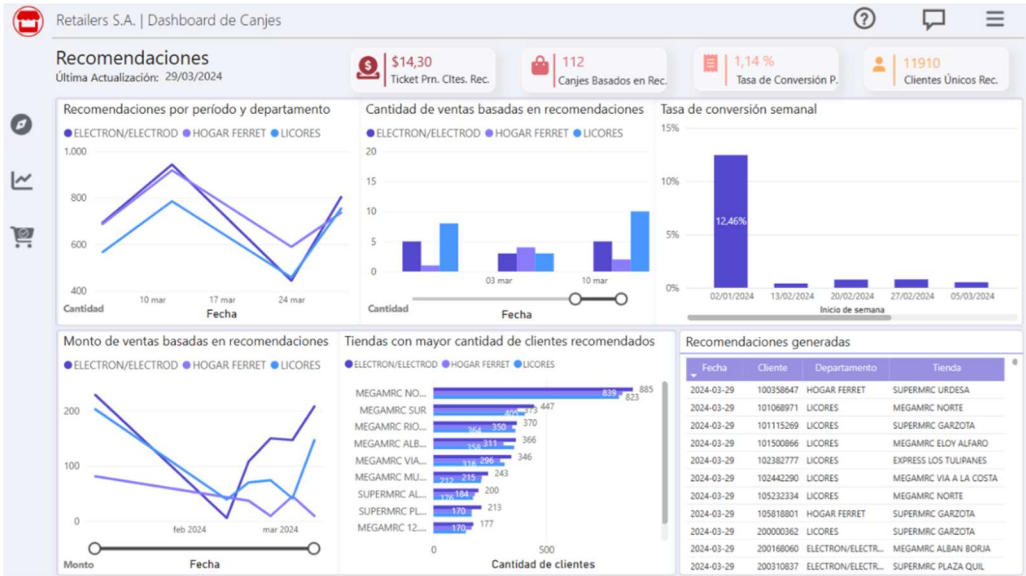 Retailers S.A. | Dashboard de Canjes
Recomendaciones
Última Actualización: 29/03/2024
$14,30
Ticket Prn. Cltes. Rec.
112
Canjes Basados en Rec.
1,14 %
Tasa de Conversión P.
11910
Clientes Únicos Rec.
Recomendaciones por período y departamento
ELECTRON/ELECTROD HOGAR FERRET LICORES
1.000
800
600
400
10 mar 17 mar 24 mar
Cantidad
Fecha
Cantidad de ventas basadas en recomendaciones
ELECTRON/ELECTROD HOGAR FERRET LICORES
20
15
10
5
0
03 mar 10 mar
Cantidad
Fecha
Tasa de conversión semanal
15%
10%
5%
0%
12,46%
02/01/2024 13/02/2024 20/02/2024 27/02/2024 05/03/2024
Inicio de semana
Monto de ventas basadas en recomendaciones
ELECTRON/ELECTROD HOGAR FERRET LICORES
200
100
0
feb 2024 mar 2024
Monto
Fecha
Tiendas con mayor cantidad de clientes recomendados
ELECTRON/ELECTROD HOGAR FERRET LICORES
MEGAMRC NO... 839 885 823
MEGAMRC SUR 405 373 447
MEGAMRC RIO... 364 350 370
MEGAMRC ALB... 358 311 366
MEGAMRC VIA... 316 296 346
MEGAMRC MU... 212 215 243
SUPERMRC AL... 176 184 200
SUPERMRC PL... 170 213
MEGAMRC 12.... 170 177
0 500
Cantidad de clientes
Recomendaciones generadas
Fecha Cliente Departamento Tienda
2024-03-29 100358647 HOGAR FERRET SUPERMRC URDESA
2024-03-29 101068971 LICORES MEGAMRC NORTE
2024-03-29 101115269 LICORES SUPERMRC GARZOTA
2024-03-29 101500866 LICORES MEGAMRC ELOY ALFARO
2024-03-29 102382777 LICORES EXPRESS LOS TULIPANES
2024-03-29 102442290 LICORES MEGAMRC VIA A LA COSTA
2024-03-29 105232334 LICORES MEGAMRC NORTE
2024-03-29 105818801 HOGAR FERRET SUPERMRC GARZOTA
2024-03-29 200000362 LICORES SUPERMRC GARZOTA
2024-03-29 200168060 ELECTRON/ELECTR... MEGAMRC ALBAN BORJA
2024-03-29 200310837 ELECTRON/ELECTR... SUPERMRC PLAZA QUIL